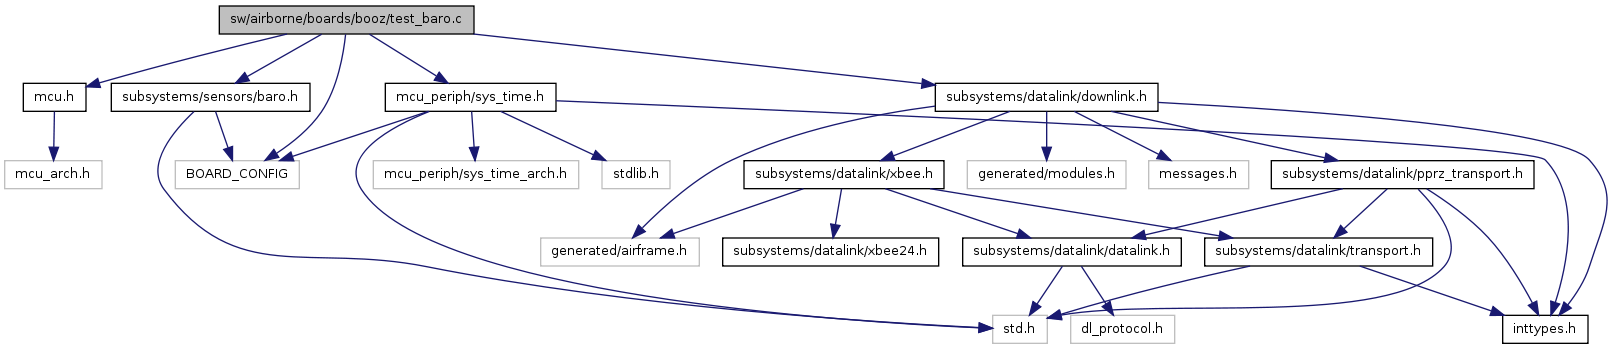 sw/airborne/boards/booz/test_baro.c
mcu.h
subsystems/sensors/baro.h
mcu_periph/sys_time.h
subsystems/datalink/downlink.h
mcu_arch.h
BOARD_CONFIG
mcu_periph/sys_time_arch.h
stdlib.h
subsystems/datalink/xbee.h
generated/modules.h
messages.h
subsystems/datalink/pprz_transport.h
generated/airframe.h
subsystems/datalink/xbee24.h
subsystems/datalink/datalink.h
subsystems/datalink/transport.h
std.h
dl_protocol.h
inttypes.h